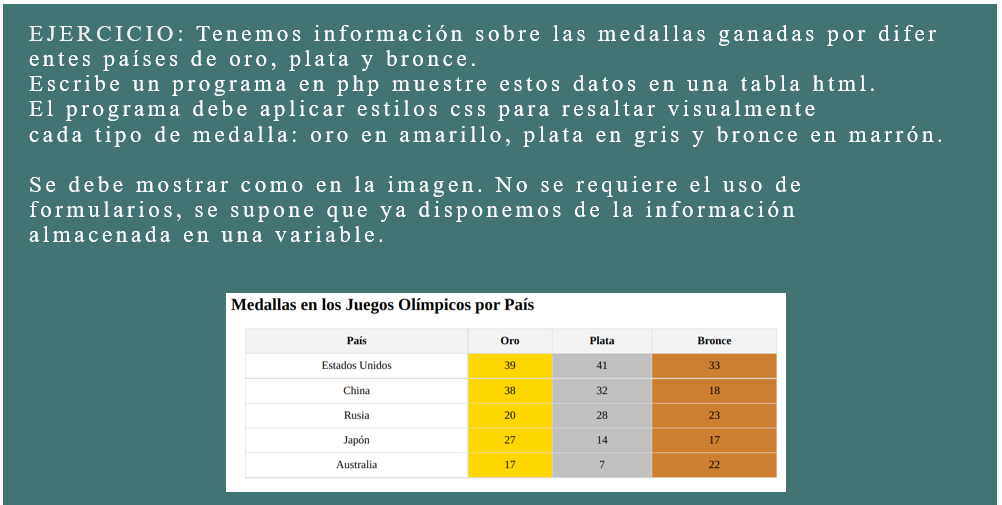 EJERCICIO: Tenemos información sobre las medallas ganadas por difer
entes países de oro, plata y bronce.
Escribe un programa en php muestre estos datos en una tabla html.
El programa debe aplicar estilos css para resaltar visualmente
cada tipo de medalla: oro en amarillo, plata en gris y bronce en marrón.
Se debe mostrar como en la imagen. No se requiere el uso de
formularios, se supone que ya disponemos de la información
almacenada en una variable.
Medallas en los Juegos Olímpicos por País
País Oro Plata Bronce
Estados Unidos 39 41 33
China 38 32 18
Rusia 20 28 23
Japón 27 14 17
Australia 17 7 22